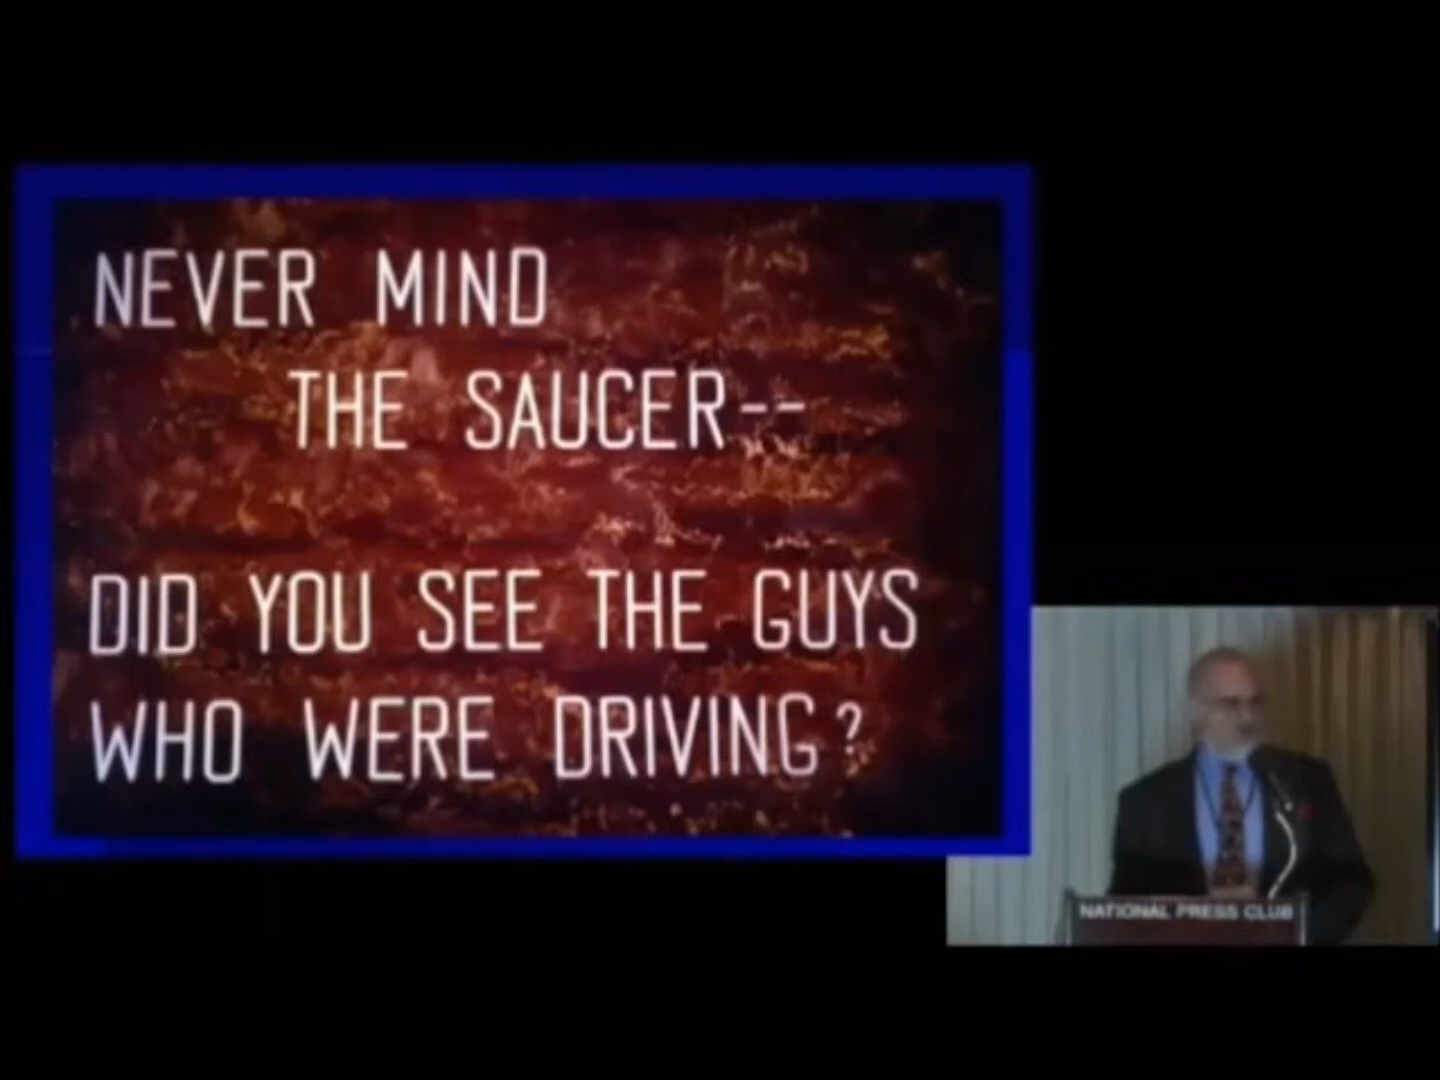 NEVER MIND
THE SAUCER--
DID YOU SEE THE GUYS
WHO WERE DRIVING?
NATIONAL PRESS CLUB